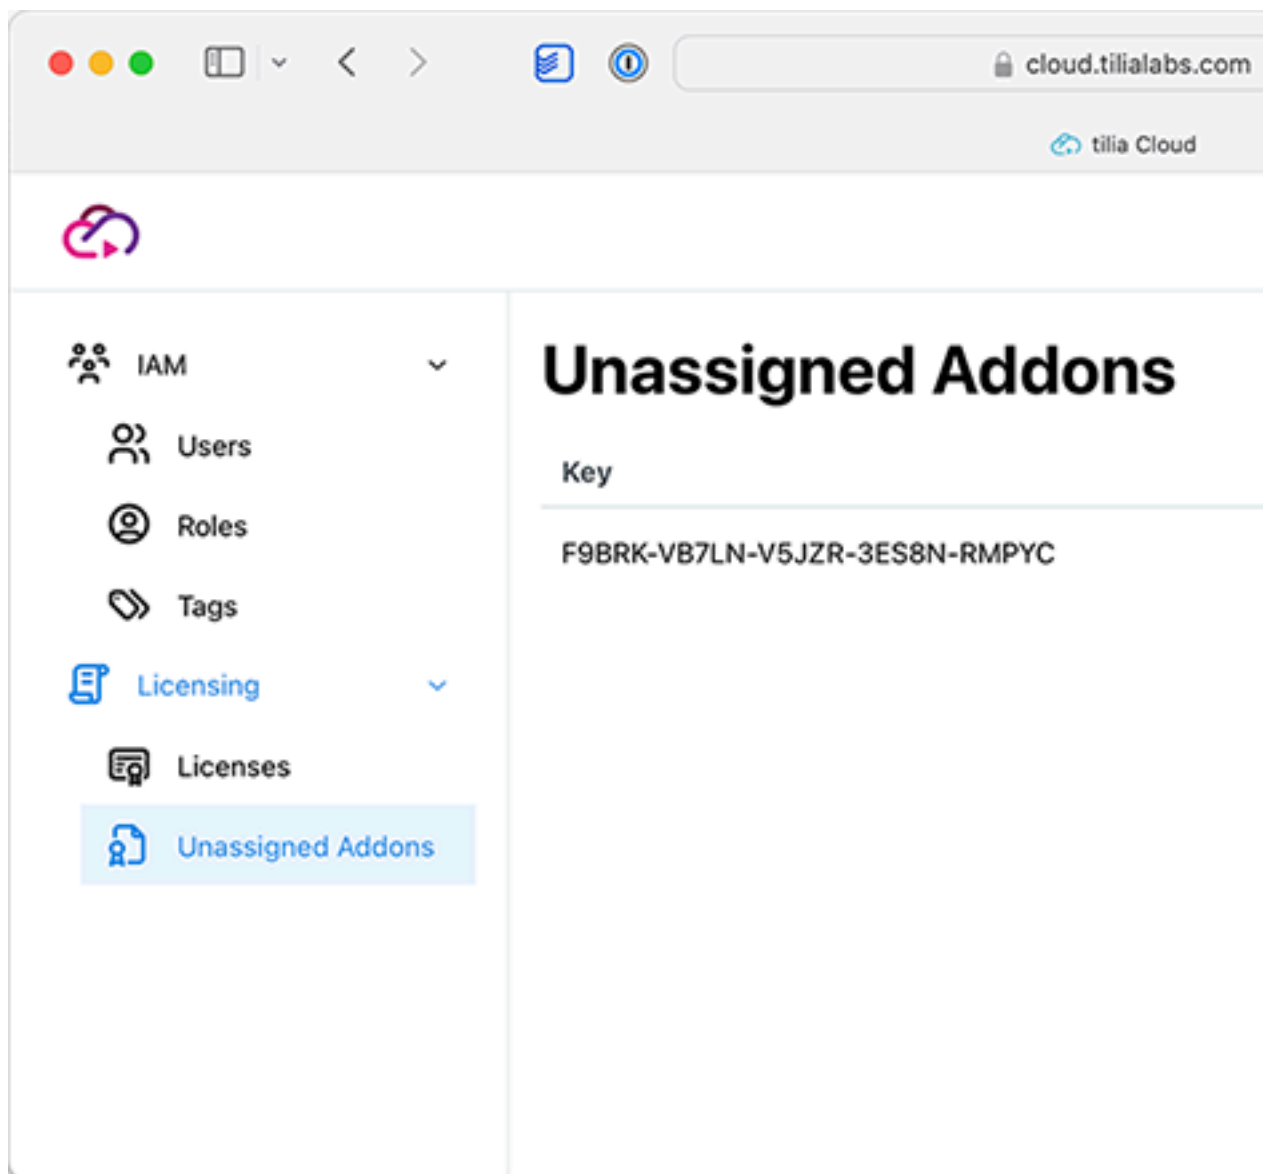 cloud.tilialabs.com
tilia Cloud
IAM
Users
Roles
Tags
Licensing
Licenses
Unassigned Addons
Unassigned Addons
Key
F9BRK-VB7LN-V5JZR-3ES8N-RMPYC